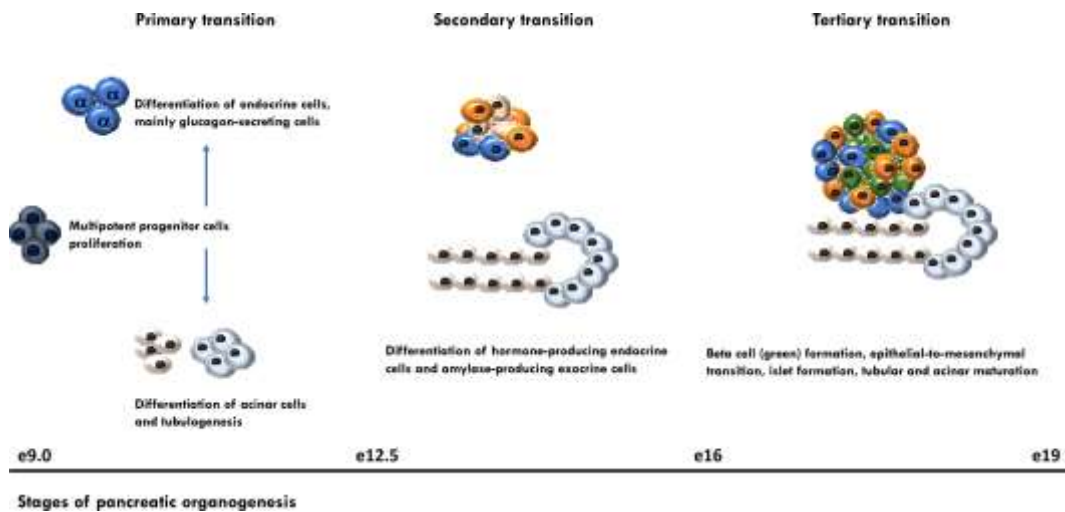 Primary transition
Secondary transition
Tertiary transition
α α
α
Differentiation of endocrine cells,
mainly glucagon-secreting cells
Multipotent progenitor cells
proliferation
Differentiation of acinar cells
and tubulogenesis
Differentiation of hormone-producing endocrine
cells and amylase-producing exocrine cells
Beta cell (green) formation, epithelial-to-mesenchymal
transition, islet formation, tubular and acinar maturation
e9.0
e12.5
e16
e19
Stages of pancreatic organogenesis